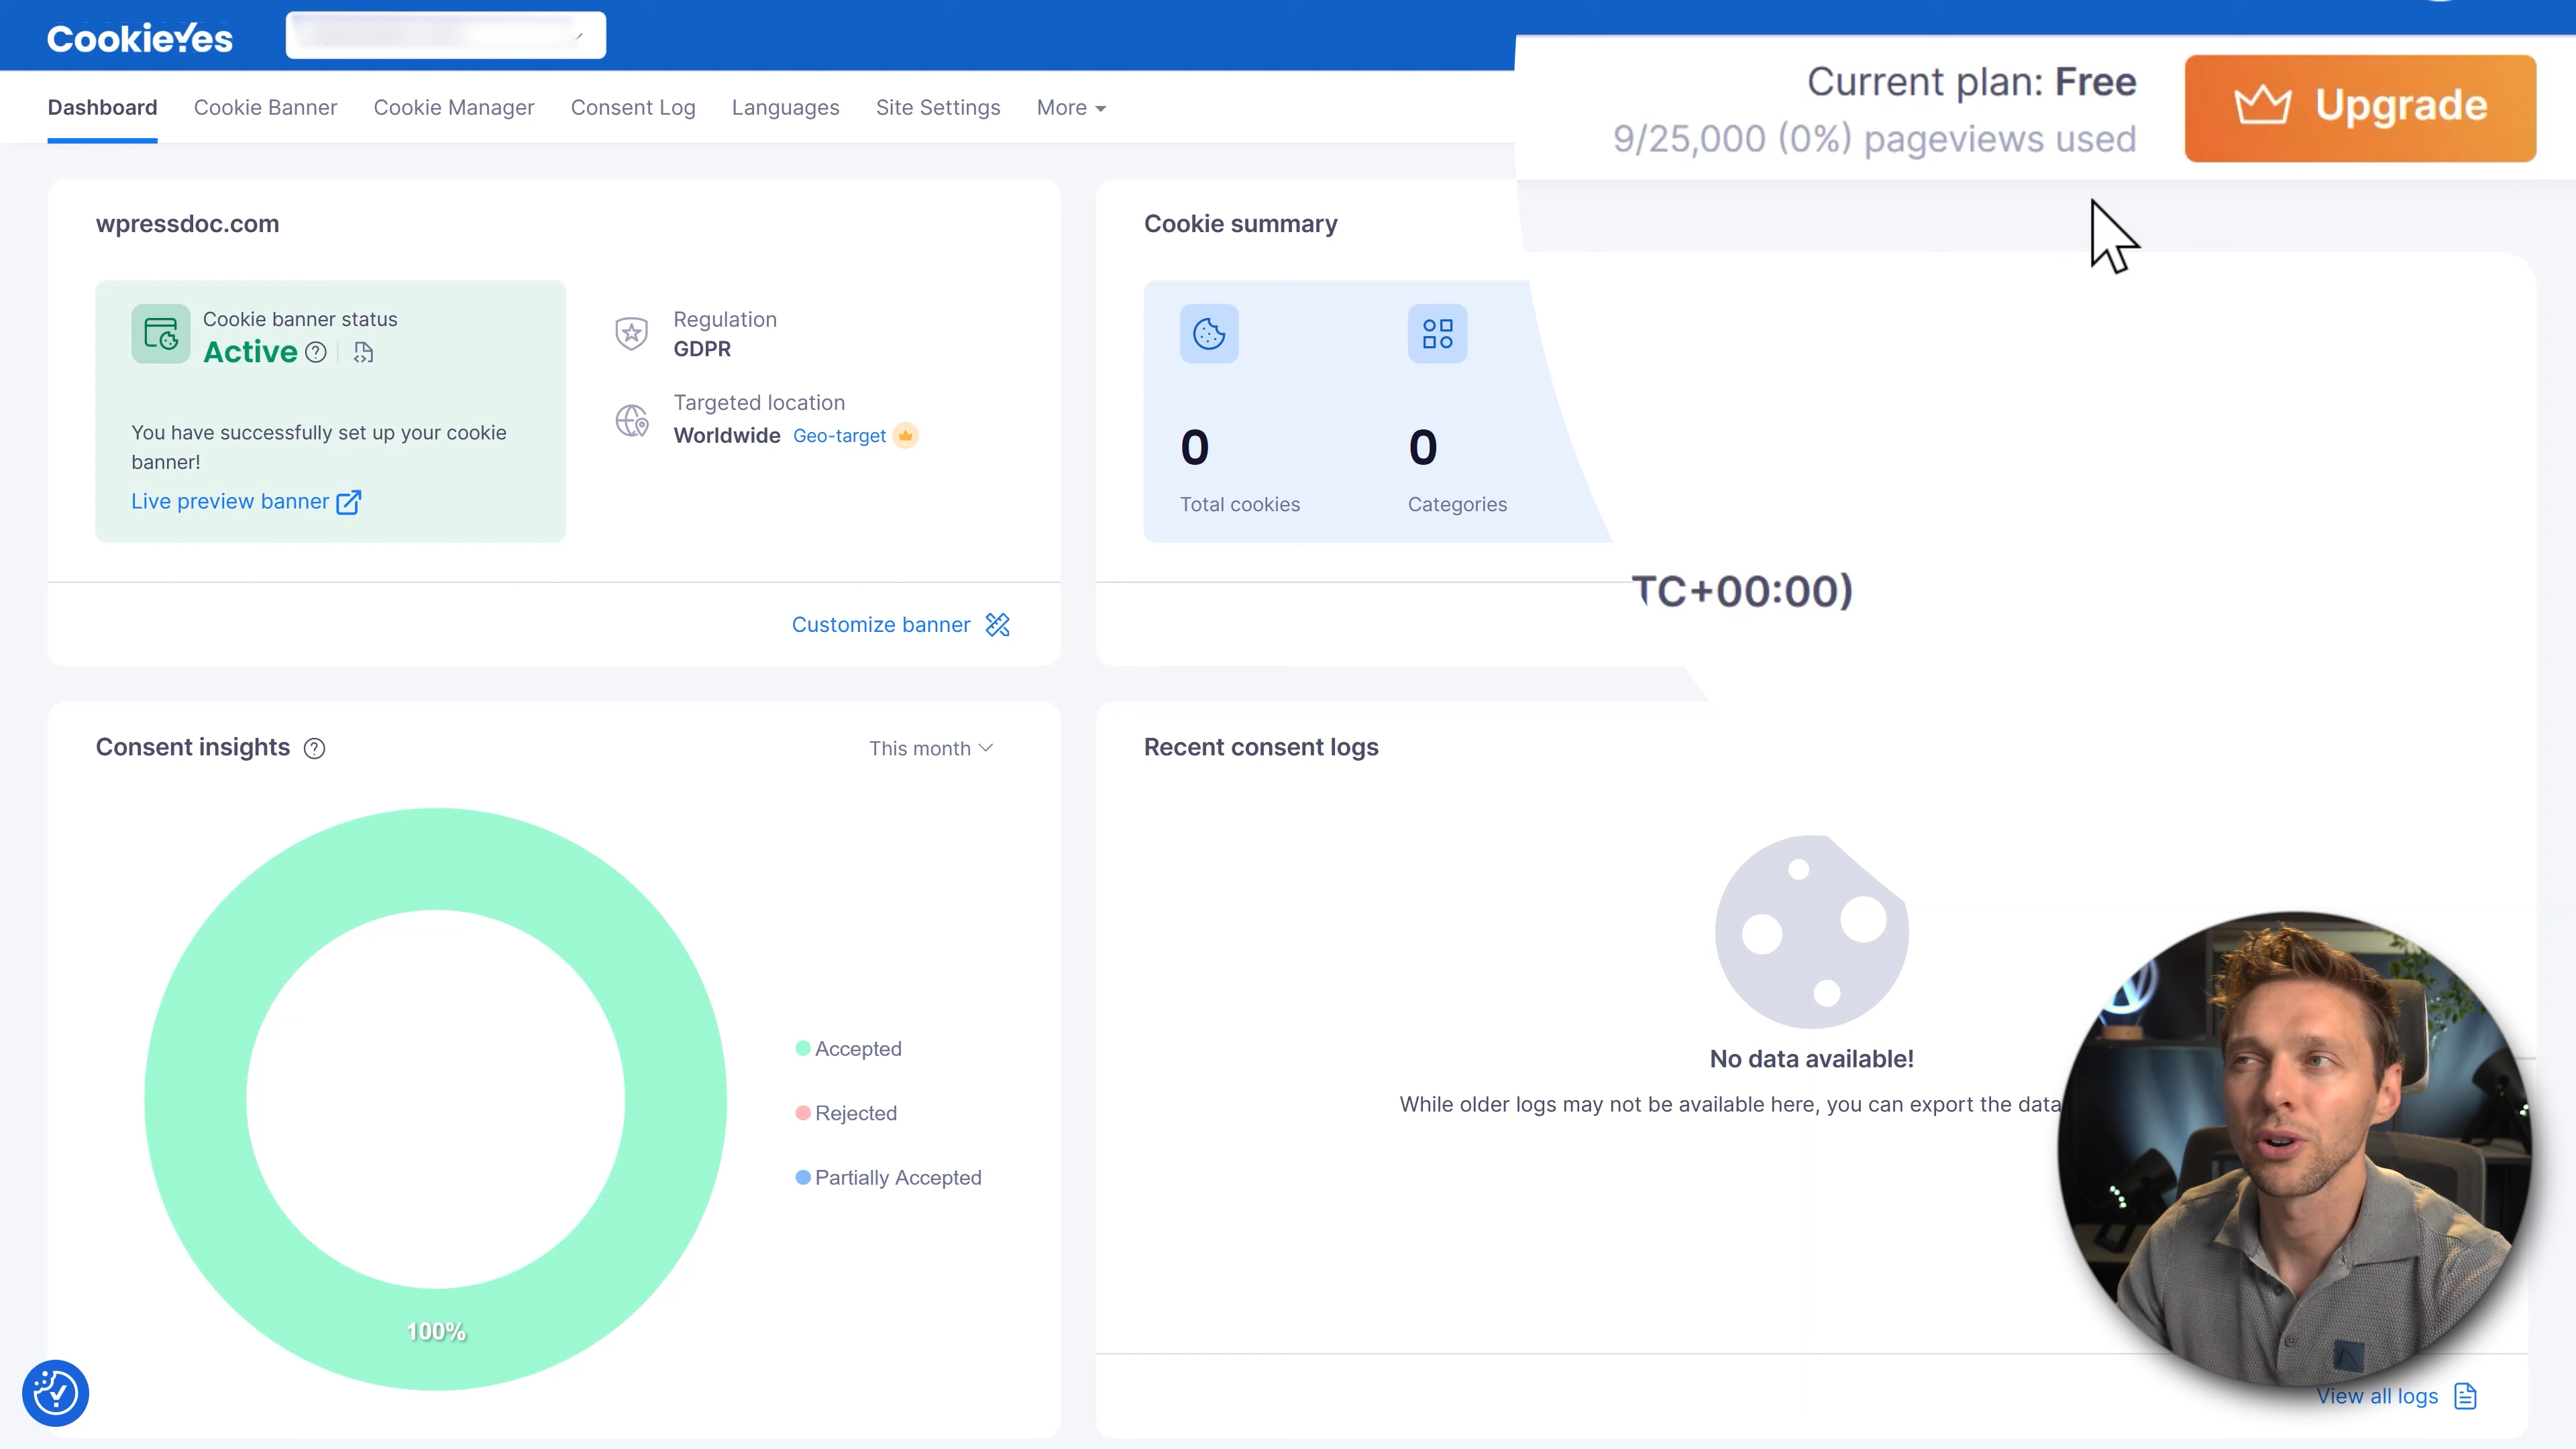 CookieYes
Dashboard
Cookie Banner
Cookie Manager
Consent Log
Languages
Site Settings
More
Current plan: Free
9/25,000 (0%) pageviews used
Upgrade
wpressdoc.com
Cookie banner status
Active
You have successfully set up your cookie
banner!
Live preview banner
Regulation
GDPR
Targeted location
Worldwide Geo-target
Customize banner
Cookie summary
0
Total cookies
0
Categories
TC+00:00)
Consent insights
This month
100%
Accepted
Rejected
Partially Accepted
Recent consent logs
No data available!
While older logs may not be available here, you can export the data
View all logs